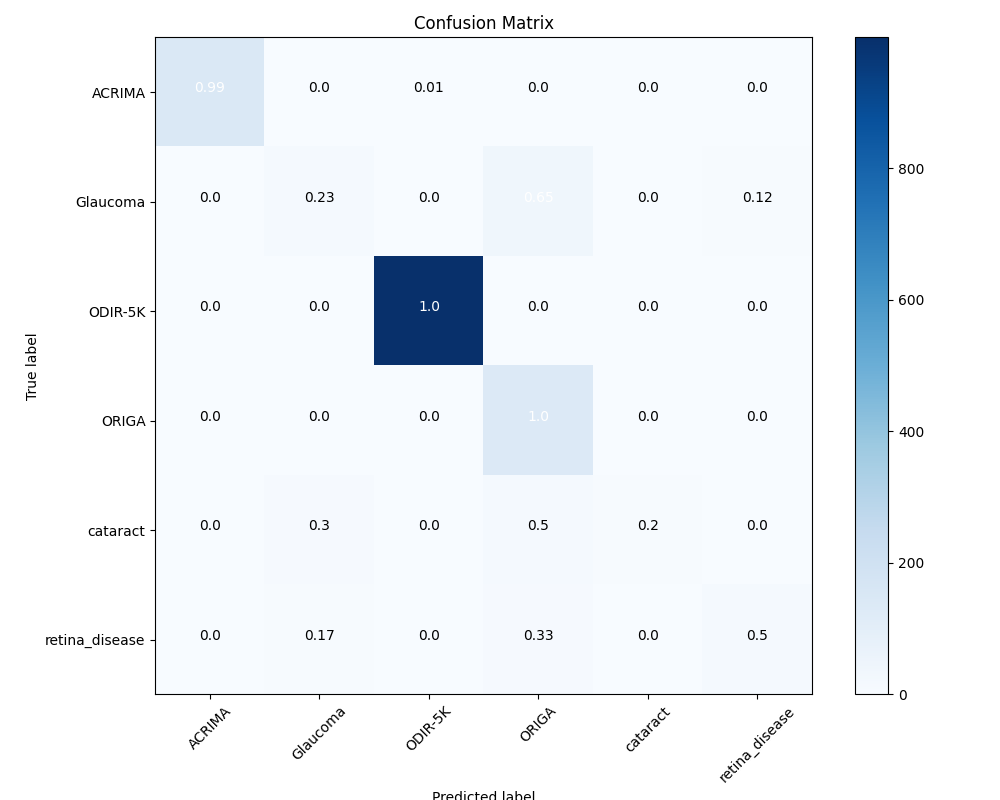 Confusion Matrix
ACRIMA 0.99 0.0 0.01 0.0 0.0 0.0
Glaucoma 0.0 0.23 0.0 0.65 0.0 0.12
ODIR-5K 0.0 0.0 1.0 0.0 0.0 0.0
ORIGA 0.0 0.0 0.0 1.0 0.0 0.0
cataract 0.0 0.3 0.0 0.5 0.2 0.0
retina_disease 0.0 0.17 0.0 0.33 0.0 0.5
True label
ACRIMA Glaucoma ODIR-5K ORIGA cataract retina_disease
Predicted label
800
600
400
200
0